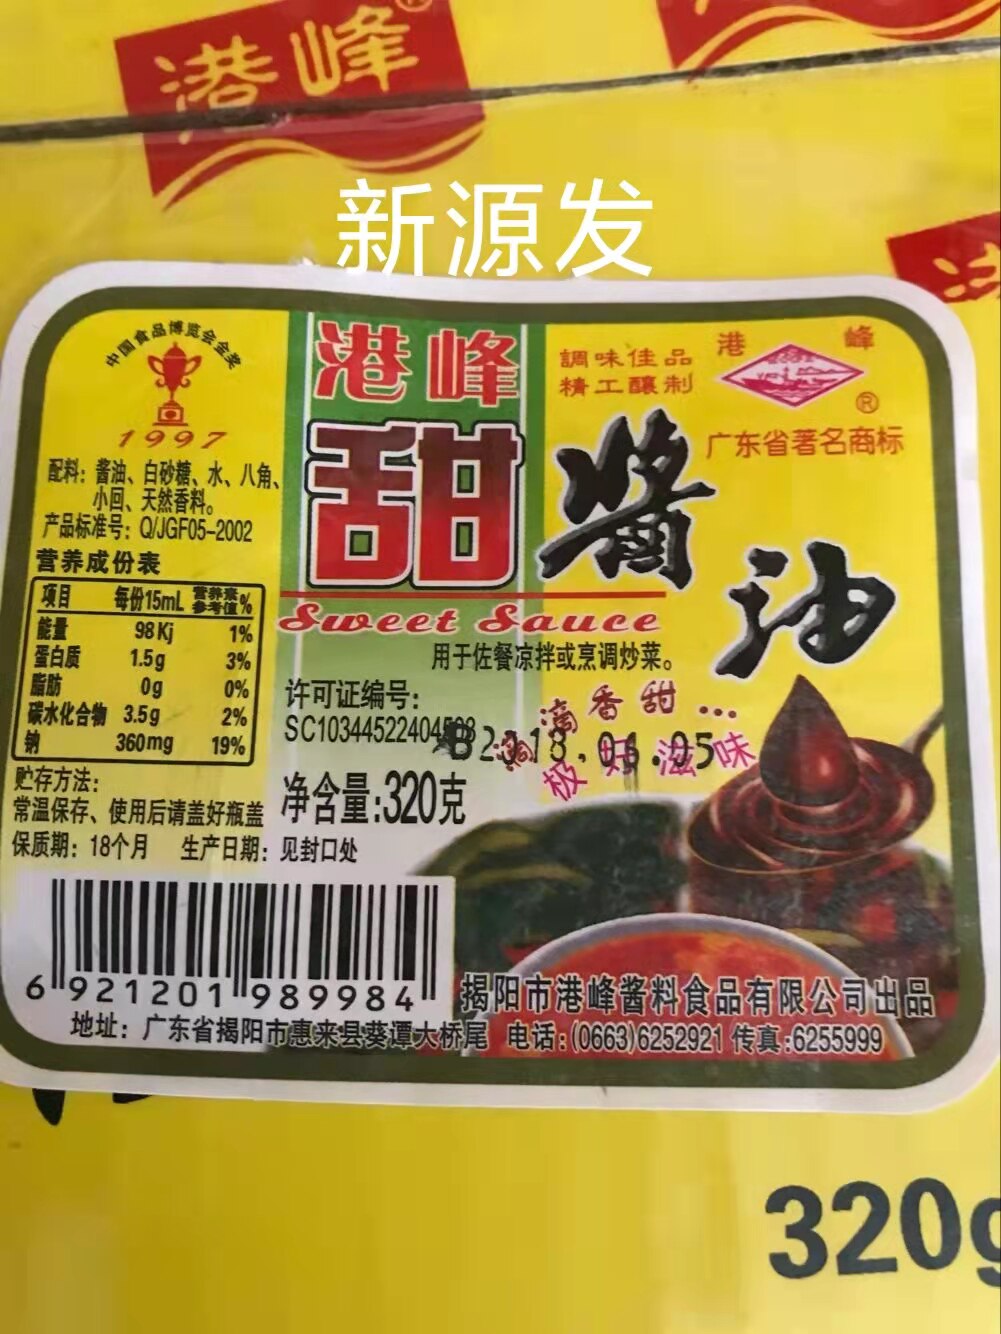 港峰®
新源发
中国食品博览会金奖
1997
港峰
調味佳品
精工釀制
港 峰
®
广东省著名商标
甜醬油
Sweet Sauce
用于佐餐凉拌或烹调炒菜。
配料：酱油、白砂糖、水、八角、
小回、天然香料。
产品标准号：Q/JGF05-2002
营养成份表
项目 每份15mL 营养素参考值%
能量 98Kj 1%
蛋白质 1.5g 3%
脂肪 0g 0%
碳水化合物 3.5g 2%
钠 360mg 19%
许可证编号：
SC10344522404
2018.01.05
滴滴香甜...
极好滋味
净含量:320克
贮存方法：
常温保存、使用后请盖好瓶盖
保质期：18个月 生产日期：见封口处
6 921201 989984
揭阳市港峰酱料食品有限公司出品
地址：广东省揭阳市惠来县葵谭大桥尾 电话:(0663)6252921 传真:6255999
320g